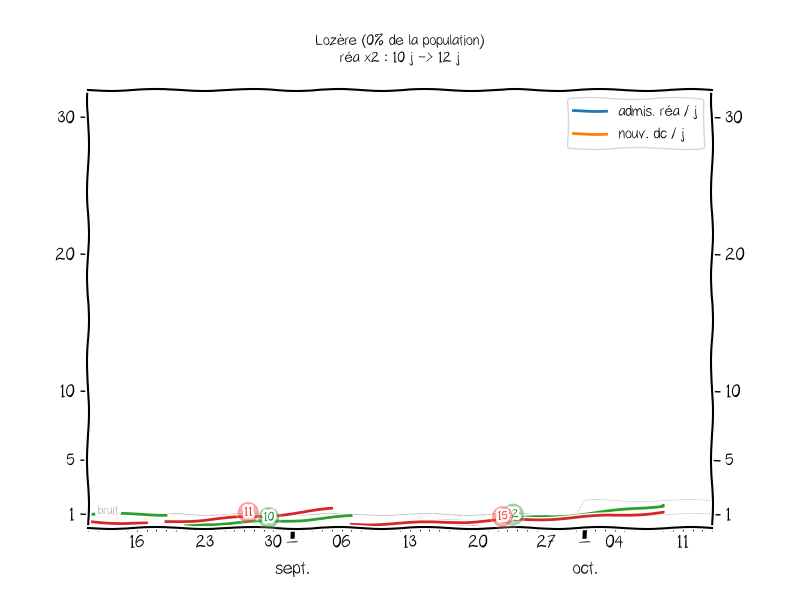 Lozère (0% de la population)
réa x2 : 10 j -> 12 j
admis. réa / j
nouv. dc / j
30 30
20 20
10 10
5 5
1 1
bruit
11
10
15
2
16 23 30 06 13 20 27 04 11
sept. oct.